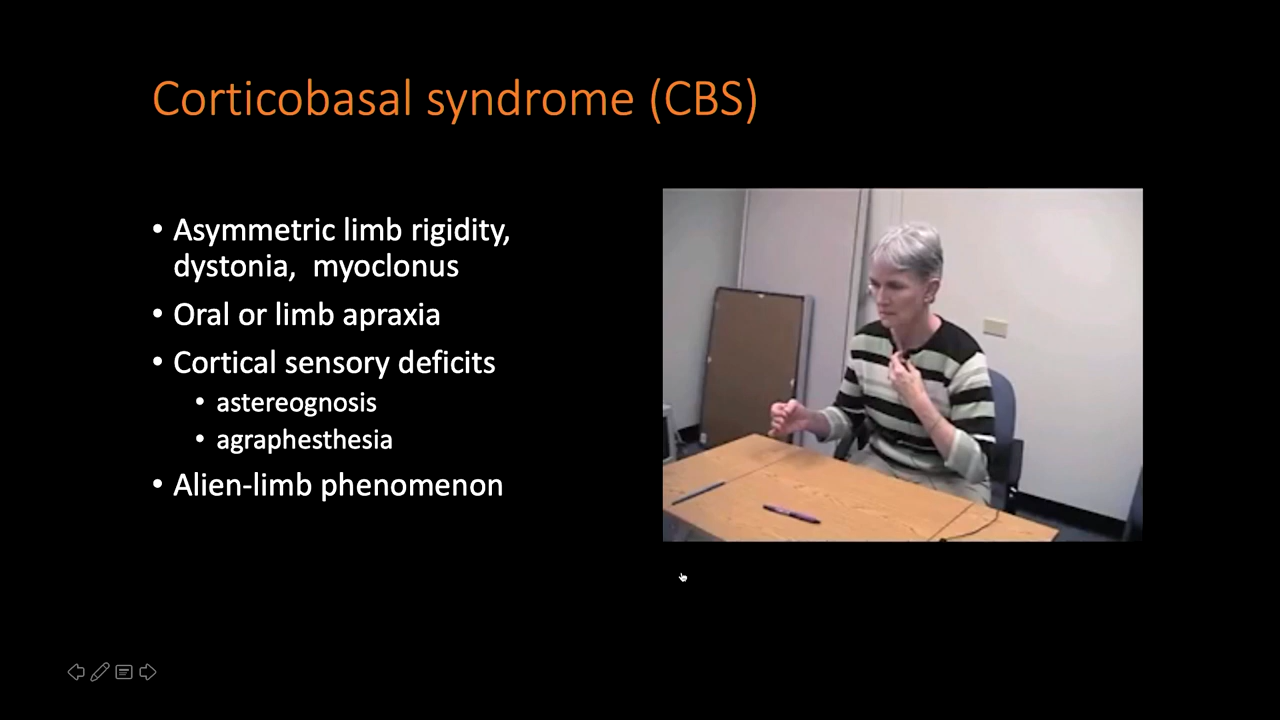 Corticobasal syndrome (CBS)
• Asymmetric limb rigidity,
dystonia, myoclonus
• Oral or limb apraxia
• Cortical sensory deficits
• astereognosis
• agraphesthesia
• Alien-limb phenomenon